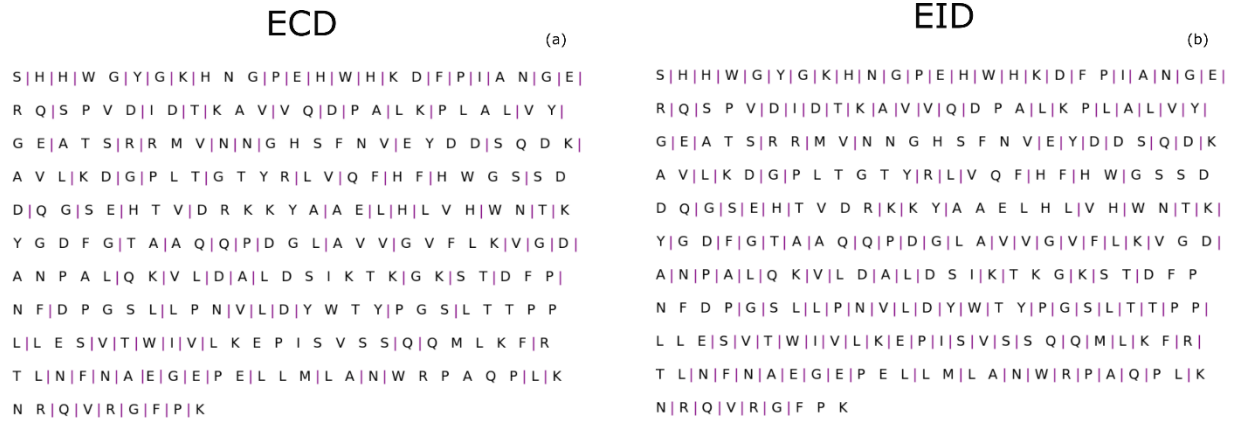 ECD
(a)
S|H|H|W G|Y|G|K|H N G|P|E|H|W|H|K D|F|P|I|A N|G|E|
R Q|S P V D|I D|T|K A V|V Q|D|P A|L K|P L A L|V Y|
G E|A T S|R|R M V|N|N|G H S F N V|E Y D D|S Q D K|
A V L|K D|G|P L T|G T Y R|L V|Q F|H F|H W G S|S D
D|Q G|S E|H T V|D R K K Y A|A E|L|H|L V H|W N|T|K
Y G D F G|T A|A Q|Q|P|D G L|A V V|G V F L K|V|G|D|
A N P A L|Q K|V L|D|A|L D S I K T K|G K|S T|D F P|
N F|D P G S L|L P N|V|L|D|Y W T Y|P G S|L T T P P
L|L E S|V|T|W|I|V|L K E P I S V S S|Q|Q M L K F|R
T L|N|F|N|A|E|G|E|P E|L L M|L A|N|W R P A Q P|L|K
N R|Q|V|R|G|F|P|K
EID
(b)
S|H|H|W|G|Y|G|K|H|N|G|P|E|H|W|H|K|D|F P|I|A|N|G|E|
R|Q|S P V|D|I|D|T|K|A|V|V|Q|D P A|L|K P|L|A|L|V|Y|
G|E|A T S|R R|M|V|N|N G H S F N V|E|Y|D|D S|Q|D|K
A V|L|K D|G|P L T G T Y|R|L|V Q F|H F|H W|G S S D
D Q|G|S|E|H|T V D R|K|K Y|A A E L H L|V H|W N|T|K|
Y|G D|F|G|T|A|A Q|Q|P|D|G|L A|V|V|G|V|F|L|K|V G D|
A|N|P|A|L|Q K|V|L D|A|L|D S I|K|T K G|K|S T|D F P
N F D P|G|S L|L|P|N|V|L|D|Y|W|T Y|P|G|S|L|T|T|P P|
L L E|S|V|T|W|I|V|L|K|E|P|I|S|V|S|S Q Q|M|L|K F|R|
T L|N|F|N|A|E|G|E|P E L|L|M|L A|N|W|R|P|A|Q|P L|K
N|R|Q|V|R|G|F P K